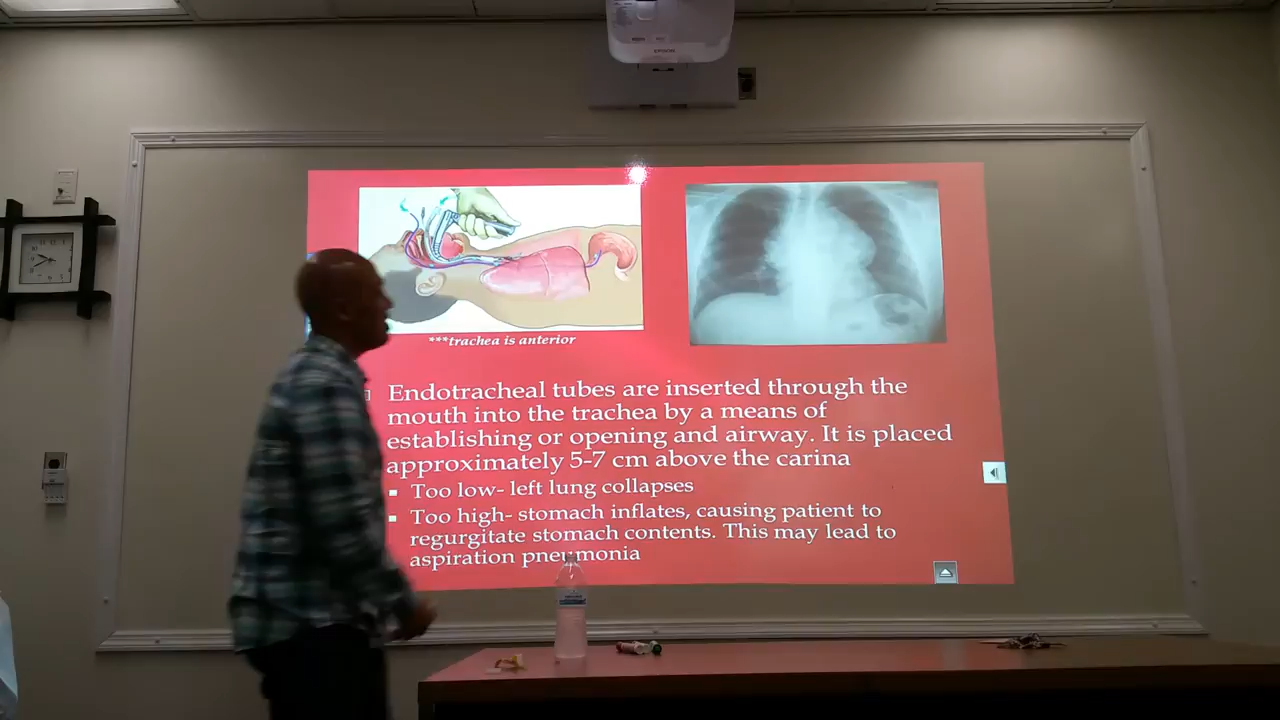 EPSON
***trachea is anterior
Endotracheal tubes are inserted through the
mouth into the trachea by a means of
establishing or opening and airway. It is placed
approximately 5-7 cm above the carina
Too low- left lung collapses
Too high- stomach inflates, causing patient to
regurgitate stomach contents. This may lead to
aspiration pneumonia